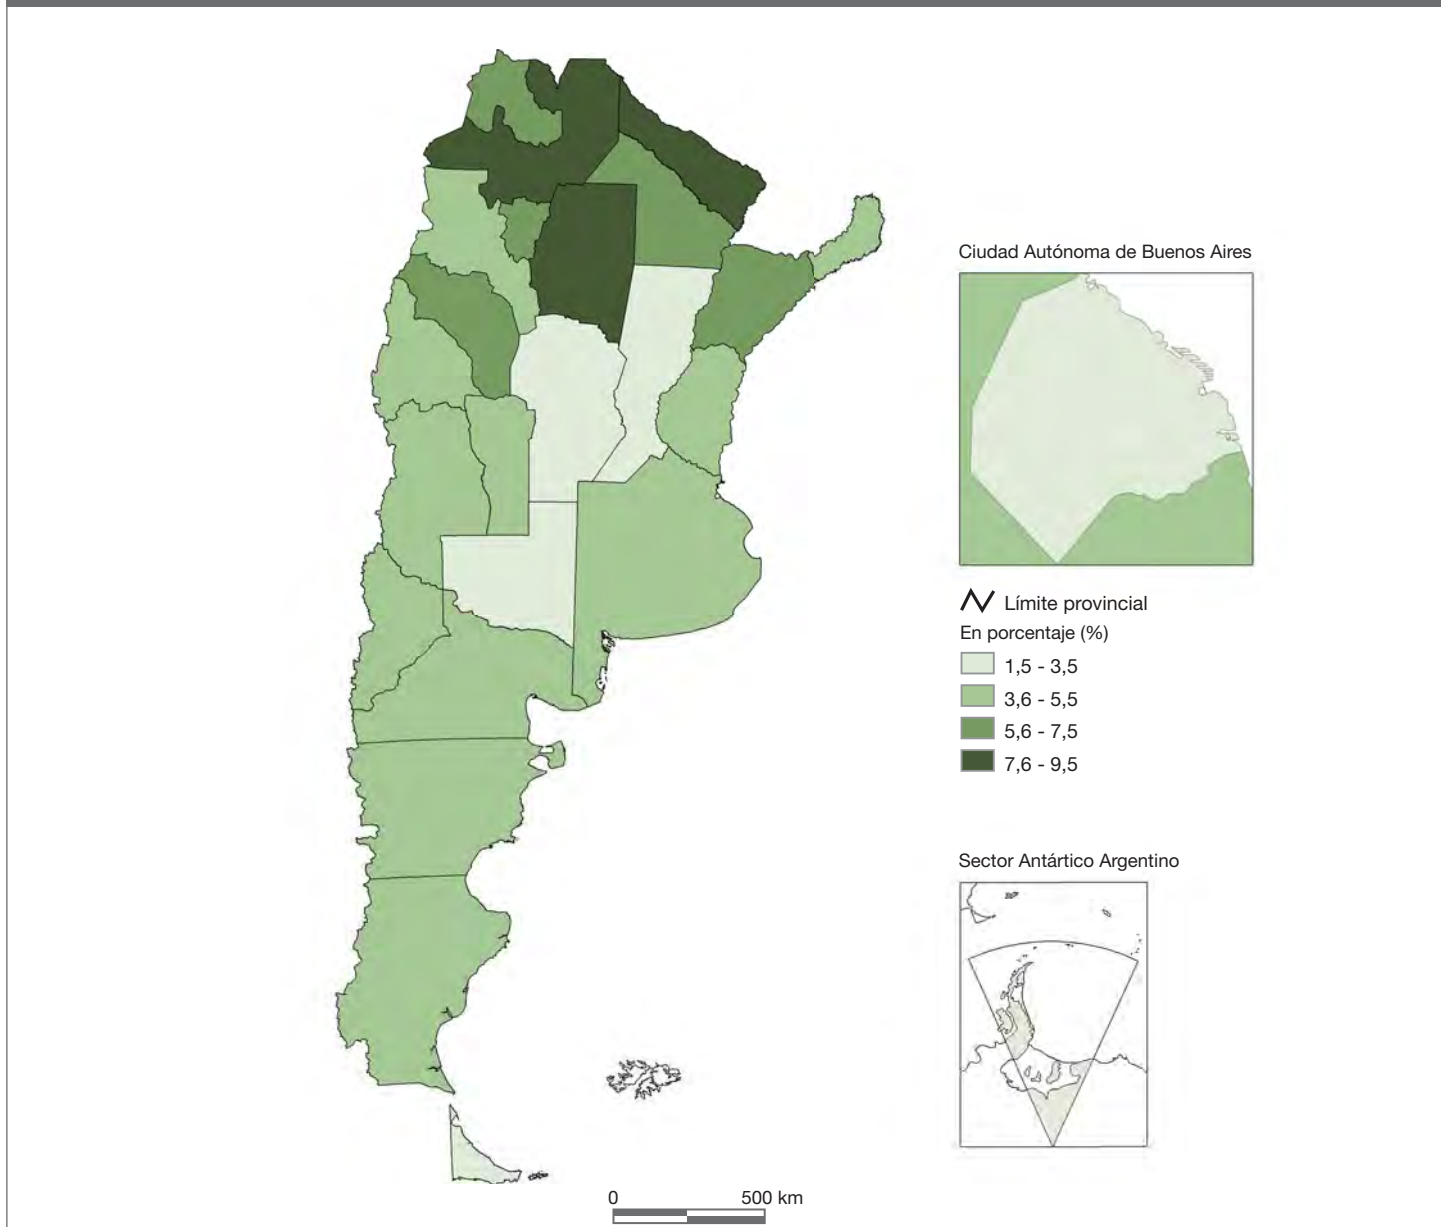 Ciudad Autónoma de Buenos Aires
Límite provincial
En porcentaje (%)
1,5 - 3,5
3,6 - 5,5
5,6 - 7,5
7,6 - 9,5
Sector Antártico Argentino
0 500 km